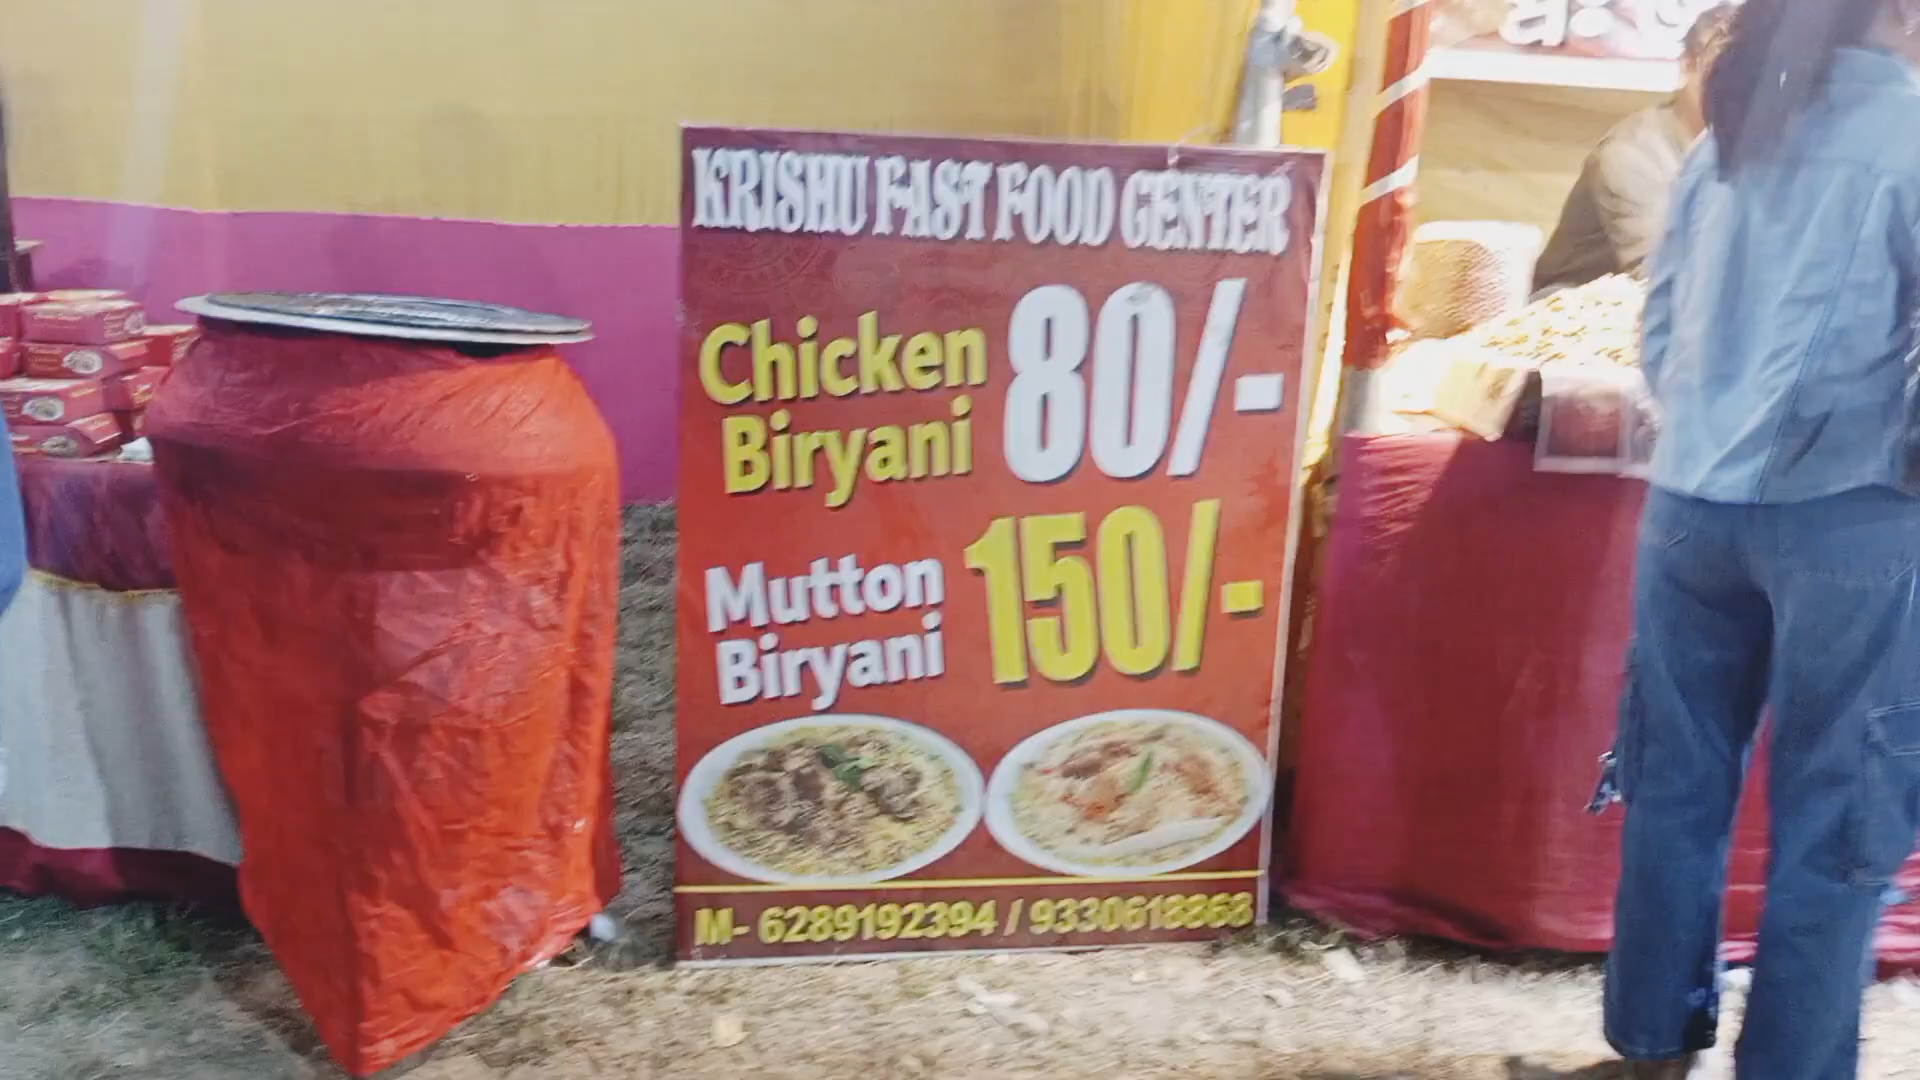 KRISHU FAST FOOD CENTER
Chicken Biryani 80/-
Mutton Biryani 150/-
M- 6289192394 / 9330618868